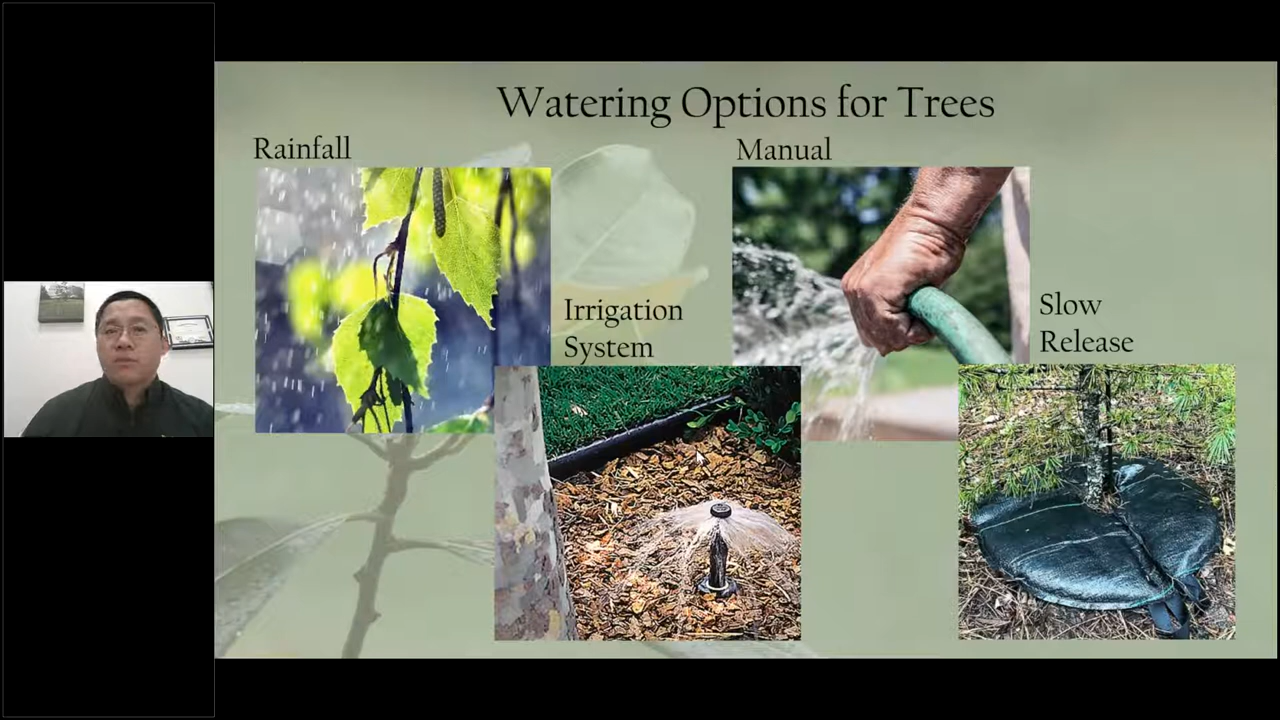 Watering Options for Trees
Rainfall
Manual
Irrigation
System
Slow
Release